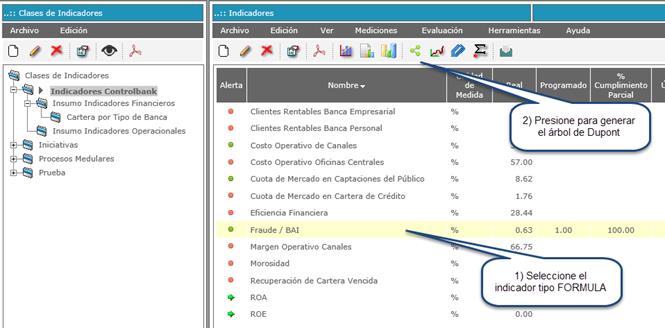 ..:: Clases de Indicadores
Archivo Edición
Clases de Indicadores
Indicadores Controlbank
Insumo Indicadores Financieros
Cartera por Tipo de Banca
Insumo Indicadores Operacionales
Iniciativas
Procesos Medulares
Prueba
..:: Indicadores
Archivo Edición Ver Mediciones Evaluación Herramientas Ayuda
Alerta Nombre de Medida Real Programado % Cumplimiento Parcial
Clientes Rentables Banca Empresarial %
Clientes Rentables Banca Personal %
Costo Operativo de Canales %
Costo Operativo Oficinas Centrales % 57.00
Cuota de Mercado en Captaciones del Público % 8.62
Cuota de Mercado en Cartera de Crédito % 1.76
Eficiencia Financiera % 28.44
Fraude / BAI % 0.63 1.00 100.00
Margen Operativo Canales % 66.75
Morosidad %
Recuperación de Cartera Vencida %
ROA %
ROE % 0.00
2) Presione para generar
el árbol de Dupont
1) Seleccione el
indicador tipo FORMULA